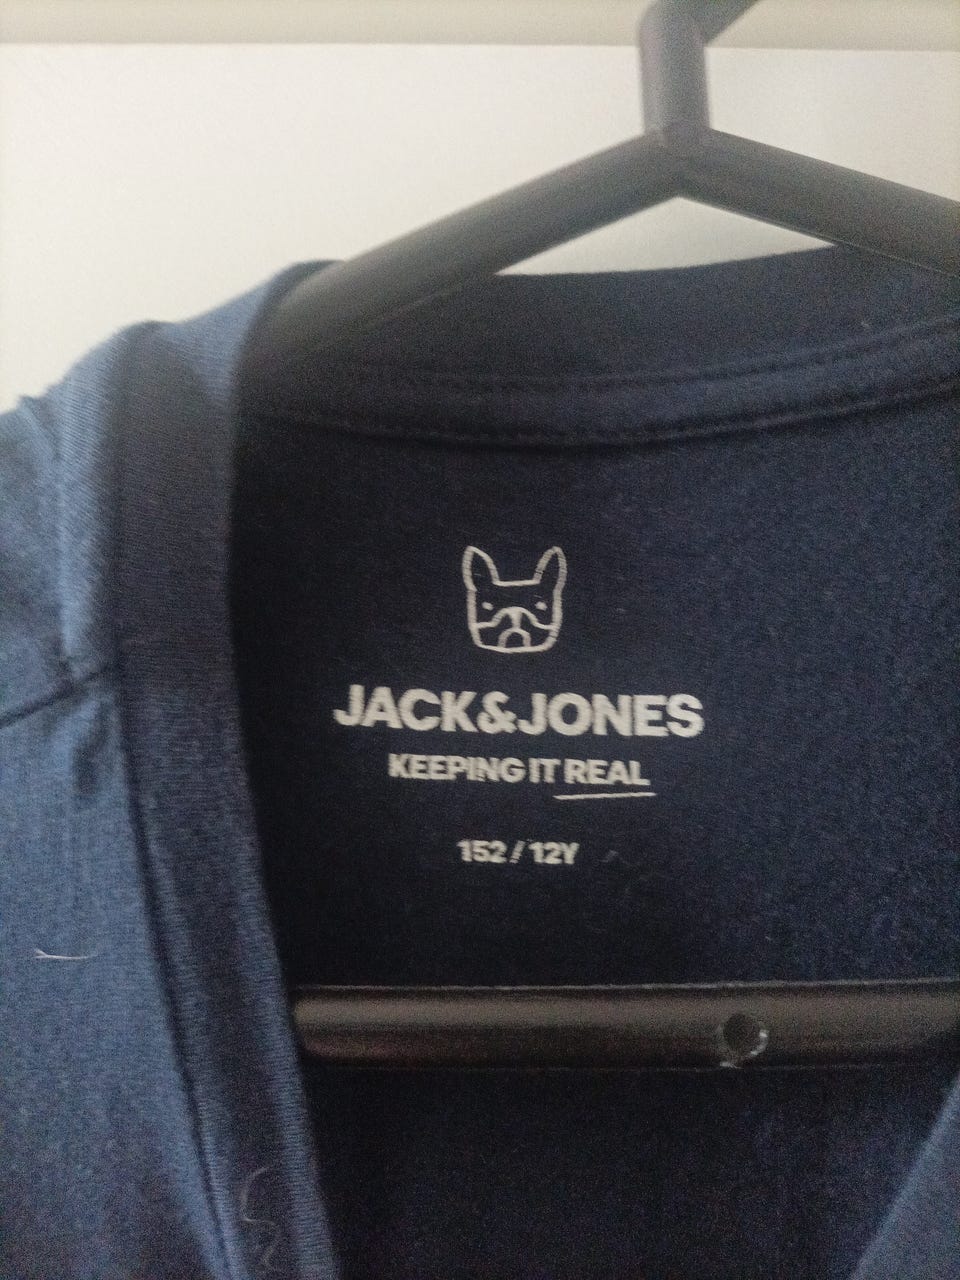 JACK&JONES
KEEPING IT REAL
152 / 12Y